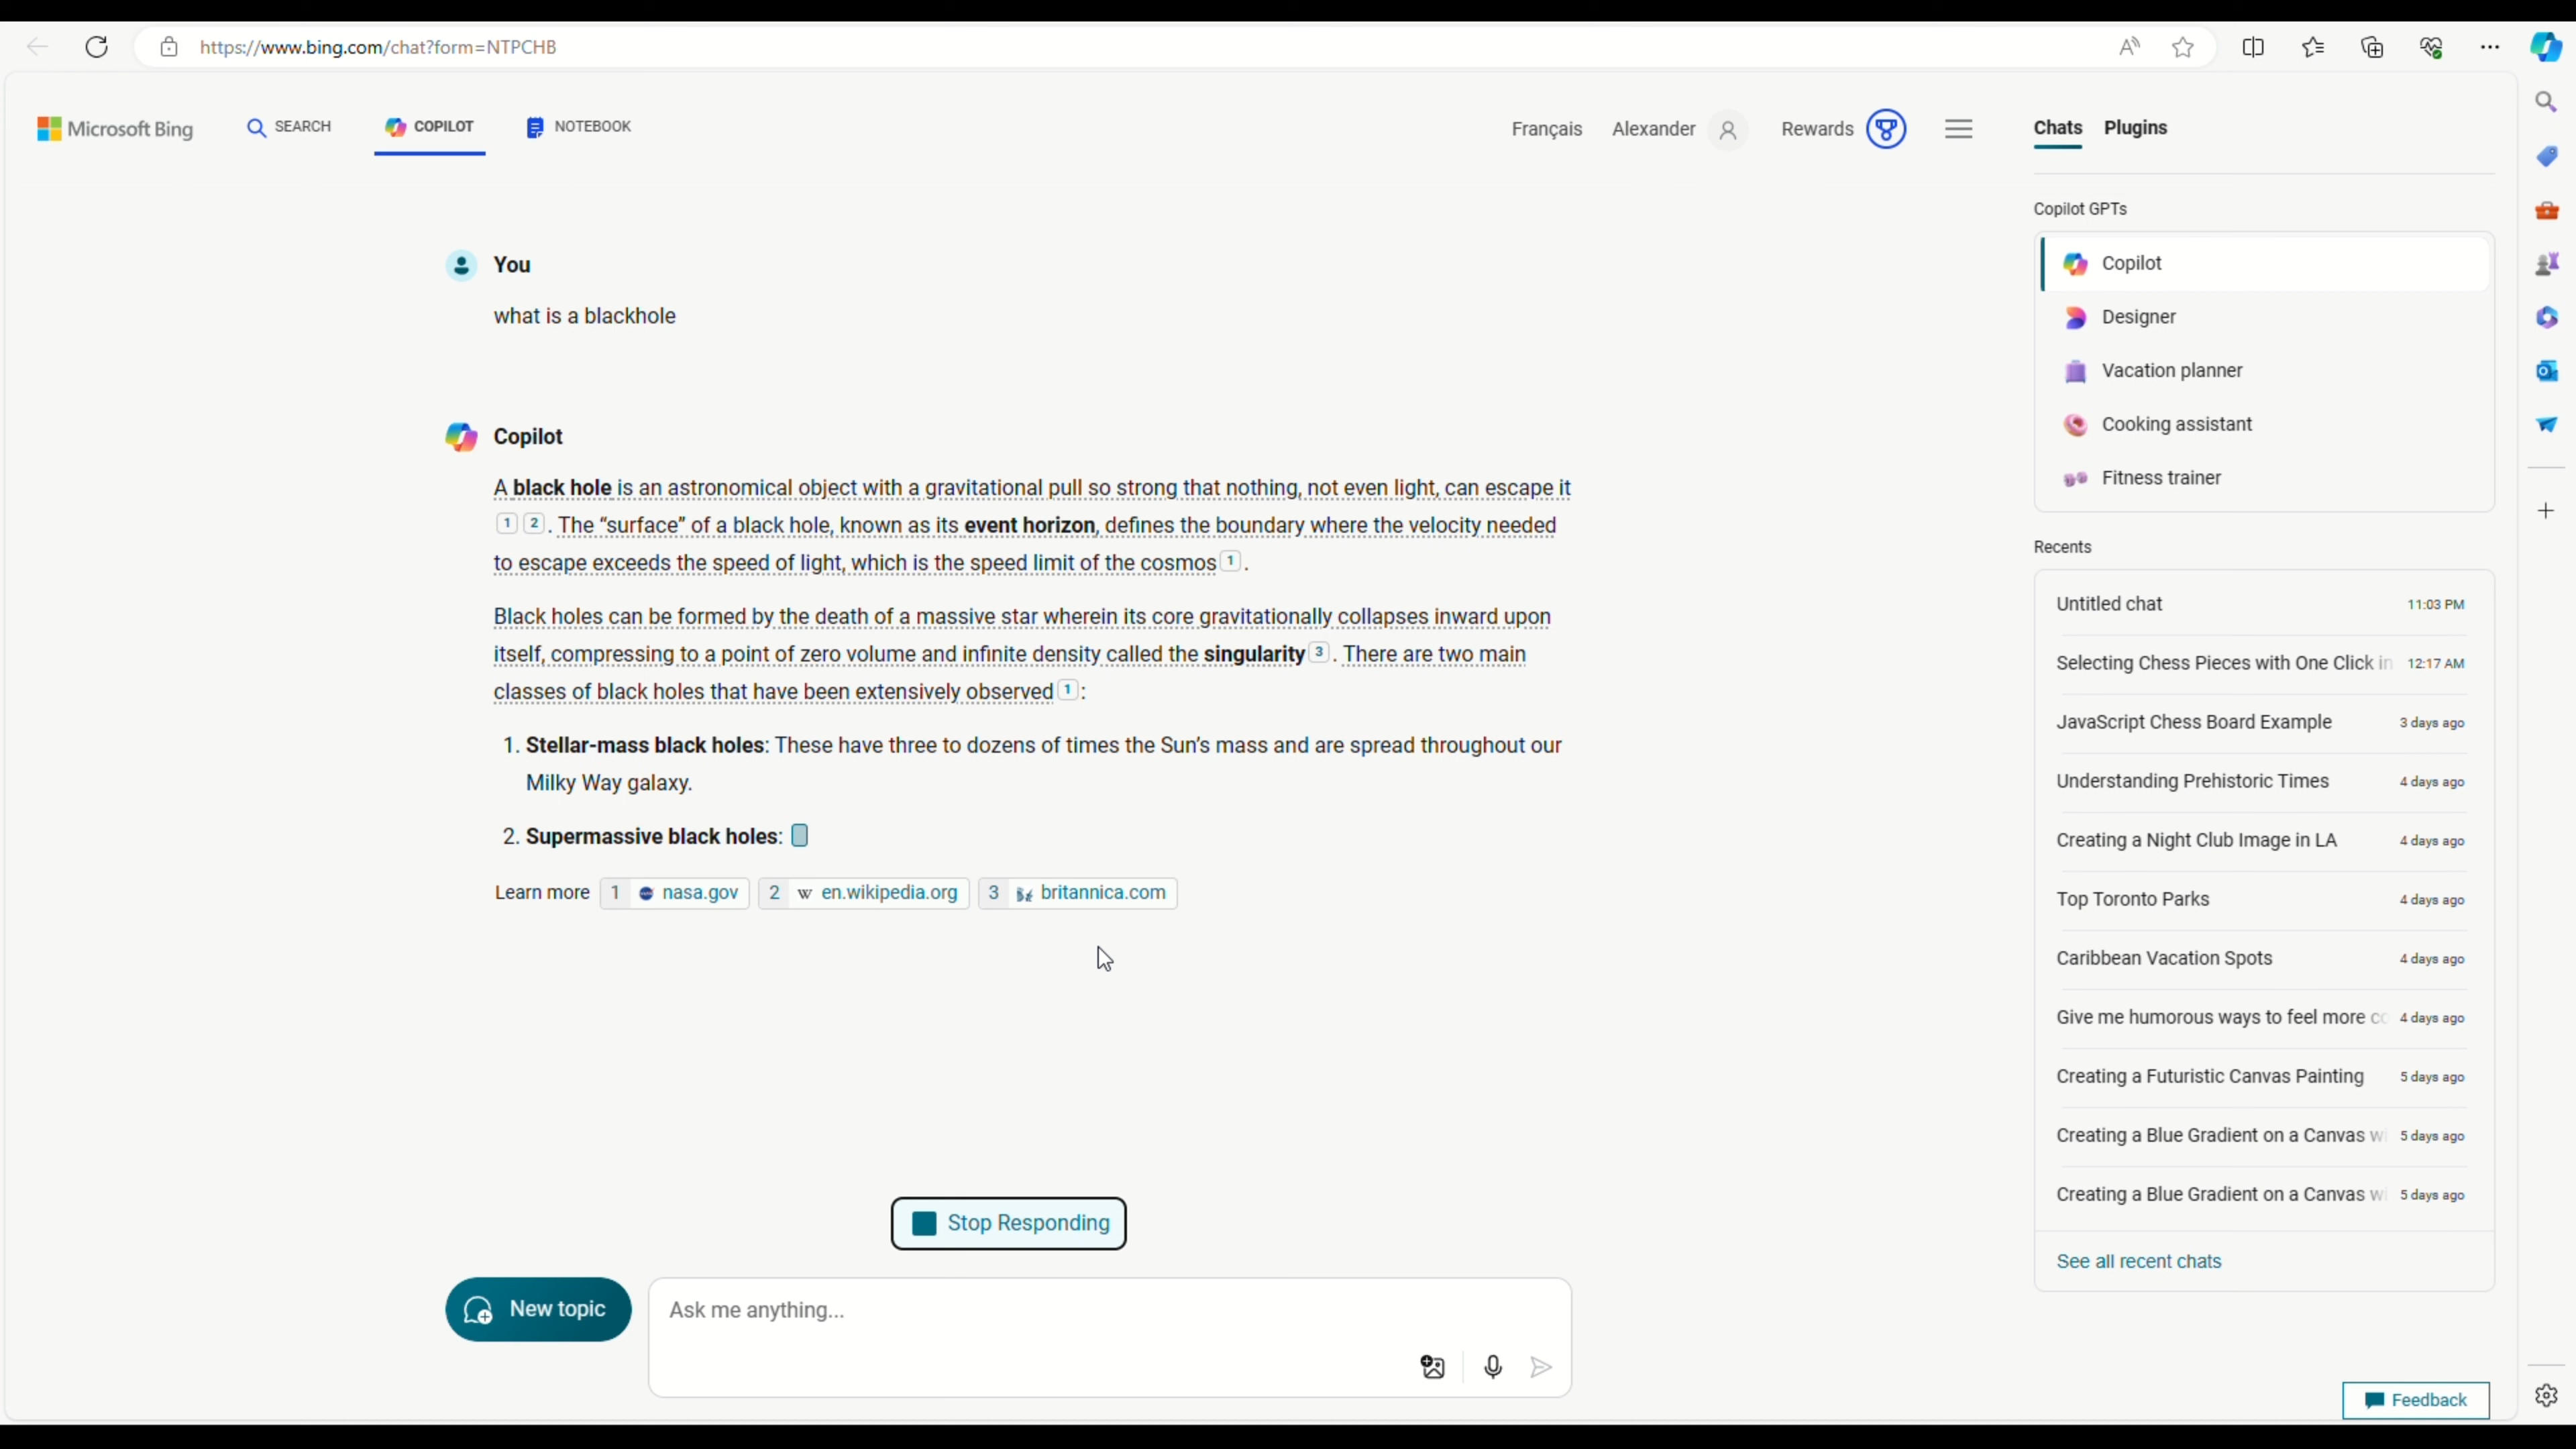 https://www.bing.com/chat?form=NTPCHB
Microsoft Bing
SEARCH
COPILOT
NOTEBOOK
Français
Alexander
Rewards
You
what is a blackhole
Copilot
A black hole is an astronomical object with a gravitational pull so strong that nothing, not even light, can escape it
1 2. The “surface” of a black hole, known as its event horizon, defines the boundary where the velocity needed
to escape exceeds the speed of light, which is the speed limit of the cosmos 1.
Black holes can be formed by the death of a massive star wherein its core gravitationally collapses inward upon
itself, compressing to a point of zero volume and infinite density called the singularity 3. There are two main
classes of black holes that have been extensively observed 1:
1. Stellar-mass black holes: These have three to dozens of times the Sun’s mass and are spread throughout our
Milky Way galaxy.
2. Supermassive black holes:
Learn more 1 nasa.gov 2 W en.wikipedia.org 3 britannica.com
Stop Responding
New topic
Ask me anything...
Chats Plugins
Copilot GPTs
Copilot
Designer
Vacation planner
Cooking assistant
Fitness trainer
Recents
Untitled chat 11:03 PM
Selecting Chess Pieces with One Click in 12:17 AM
JavaScript Chess Board Example 3 days ago
Understanding Prehistoric Times 4 days ago
Creating a Night Club Image in LA 4 days ago
Top Toronto Parks 4 days ago
Caribbean Vacation Spots 4 days ago
Give me humorous ways to feel more co 4 days ago
Creating a Futuristic Canvas Painting 5 days ago
Creating a Blue Gradient on a Canvas wi 5 days ago
Creating a Blue Gradient on a Canvas wi 5 days ago
See all recent chats
Feedback